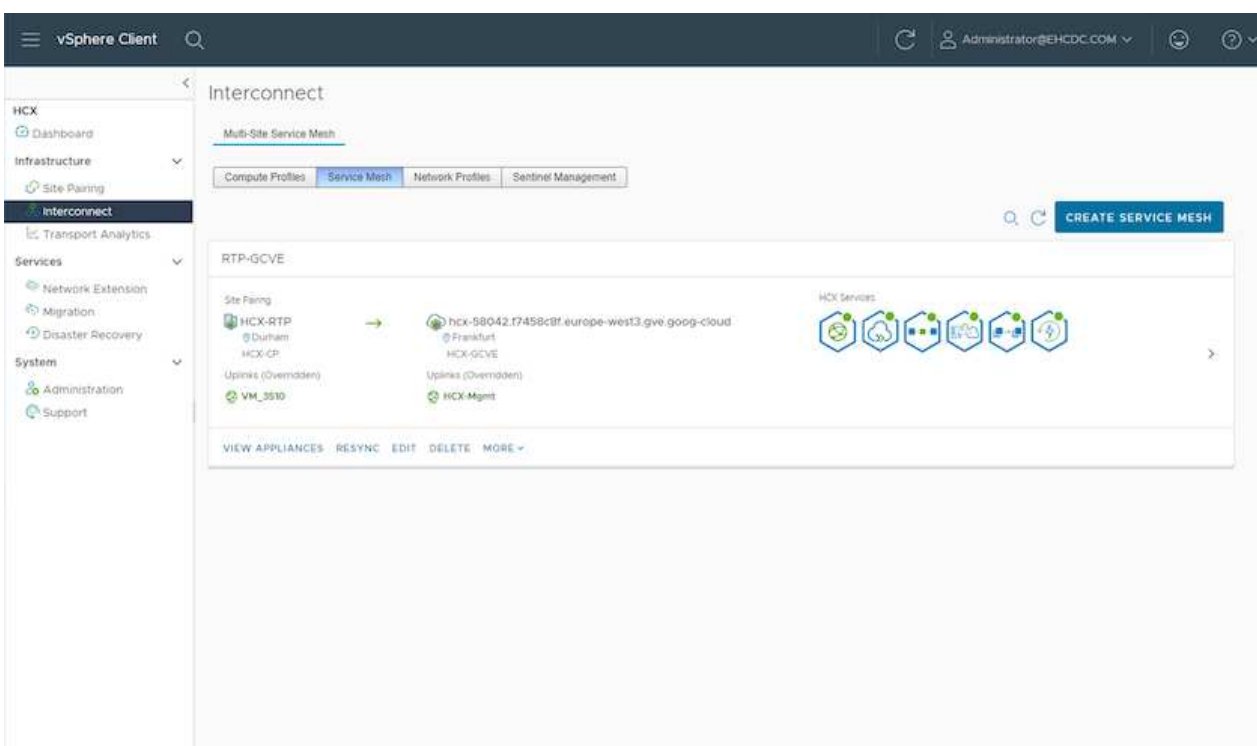 vSphere Client
Administrator@EHCDC.COM
Interconnect
HCX
Dashboard
Multi-Site Service Mesh
Infrastructure
Compute Profiles Service Mesh Network Profiles Sentinel Management
Site Pairing
Interconnect
CREATE SERVICE MESH
Transport Analytics
Services
RTP-GCVE
Network Extension
Site Pairing
HCX Services
Migration
HCX-RTP → hcx-58042.f7458c8f.europe-west3.gve.goog-cloud
Disaster Recovery
Durham Frankfurt
HCX-CP HCX-GCVE
System
Uplinks (Overridden) Uplinks (Overridden)
Administration
VM_3510 HCX-Mgmt
Support
VIEW APPLIANCES RESYNC EDIT DELETE MORE